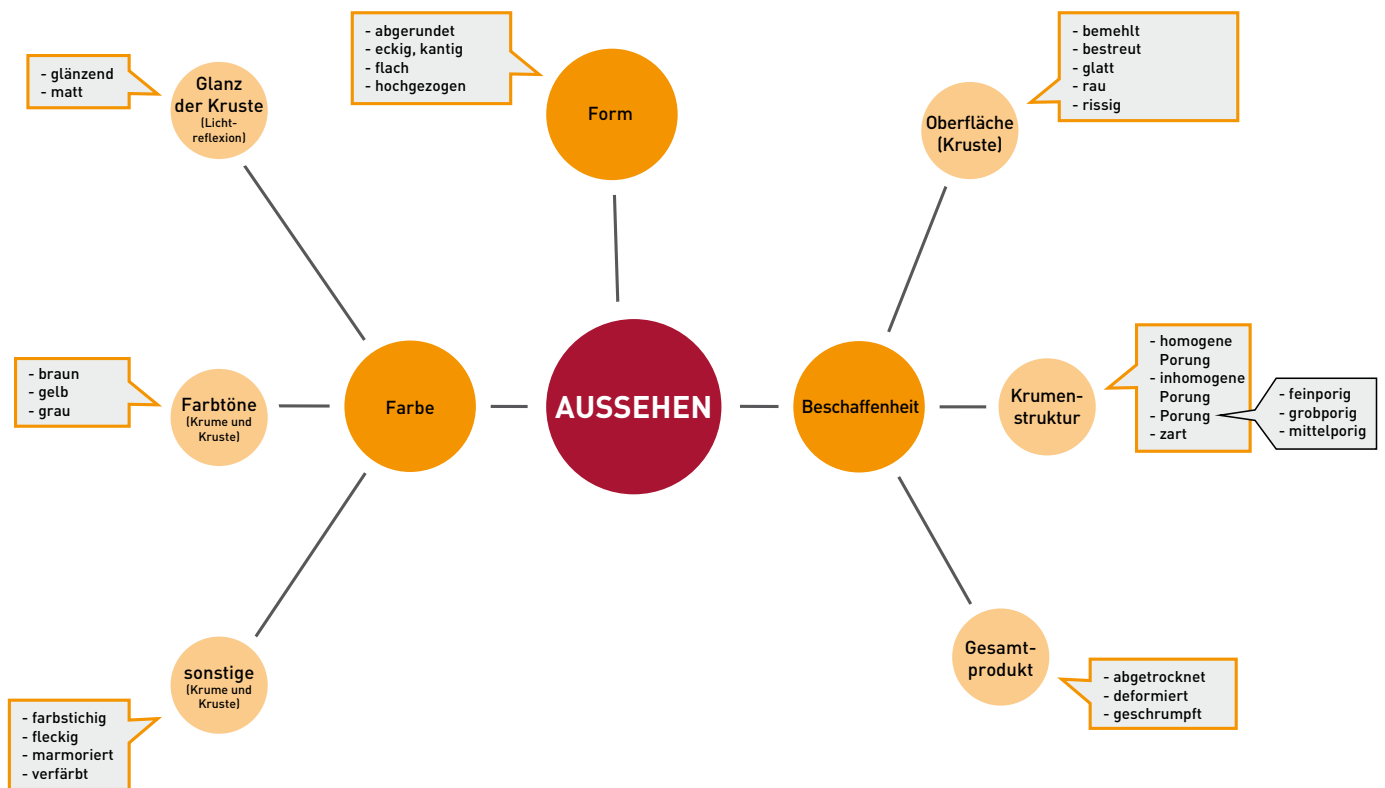 - glänzend
- matt
Glanz
der Kruste
(Licht-
reflexion)
- abgerundet
- eckig, kantig
- flach
- hochgezogen
Form
- bemehlt
- bestreut
- glatt
- rau
- rissig
Oberfläche
(Kruste)
- braun
- gelb
- grau
Farbtöne
(Krume und
Kruste)
Farbe
AUSSEHEN
Beschaffenheit
Krumen-
struktur
- homogene
Porung
- inhomogene
Porung
- Porung
- zart
- feinporig
- grobporig
- mittelporig
sonstige
(Krume und
Kruste)
- farbstichig
- fleckig
- marmoriert
- verfärbt
Gesamt-
produkt
- abgetrocknet
- deformiert
- geschrumpft